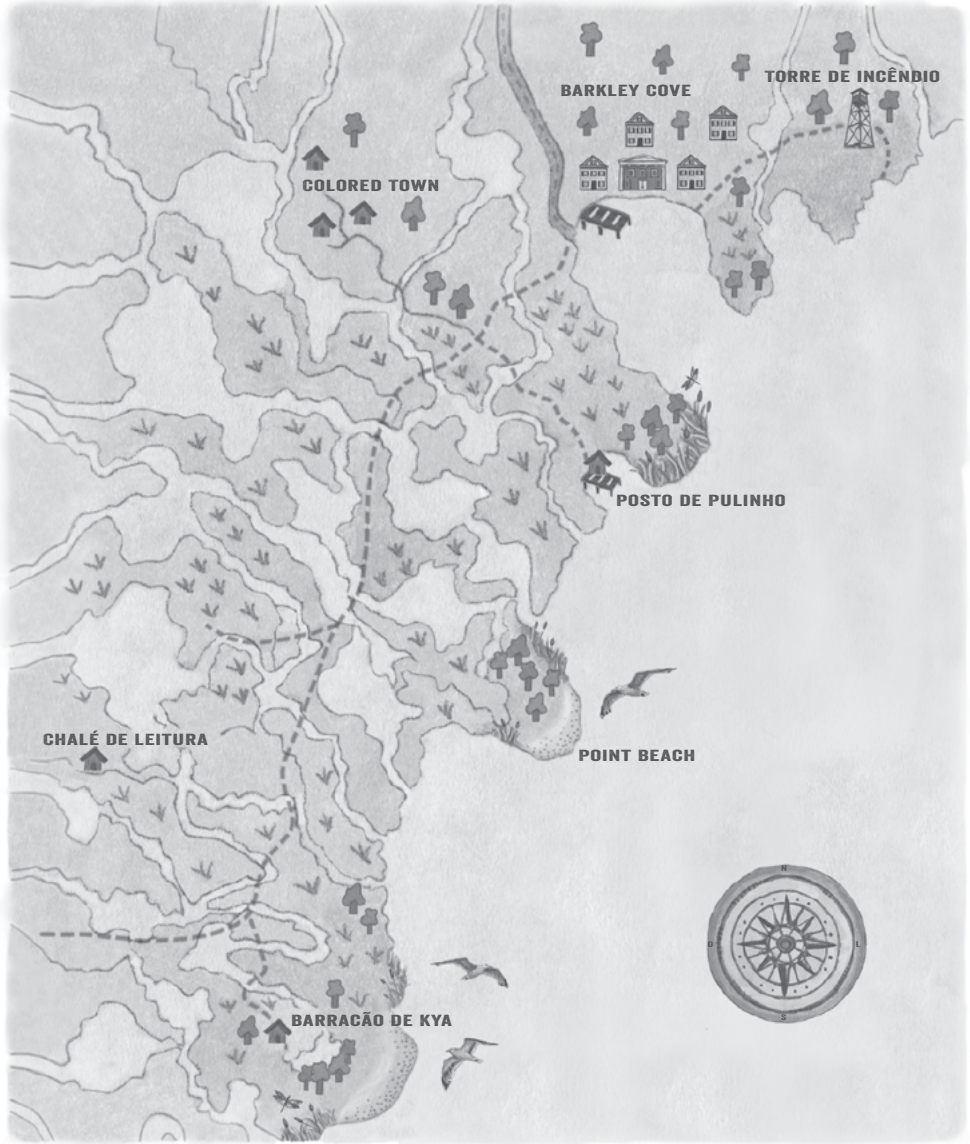 TORRE DE INCÊNDIO
BARKLEY COVE
COLORED TOWN
POSTO DE PULINHO
CHALÉ DE LEITURA
POINT BEACH
N
O L
S
BARRACÃO DE KYA